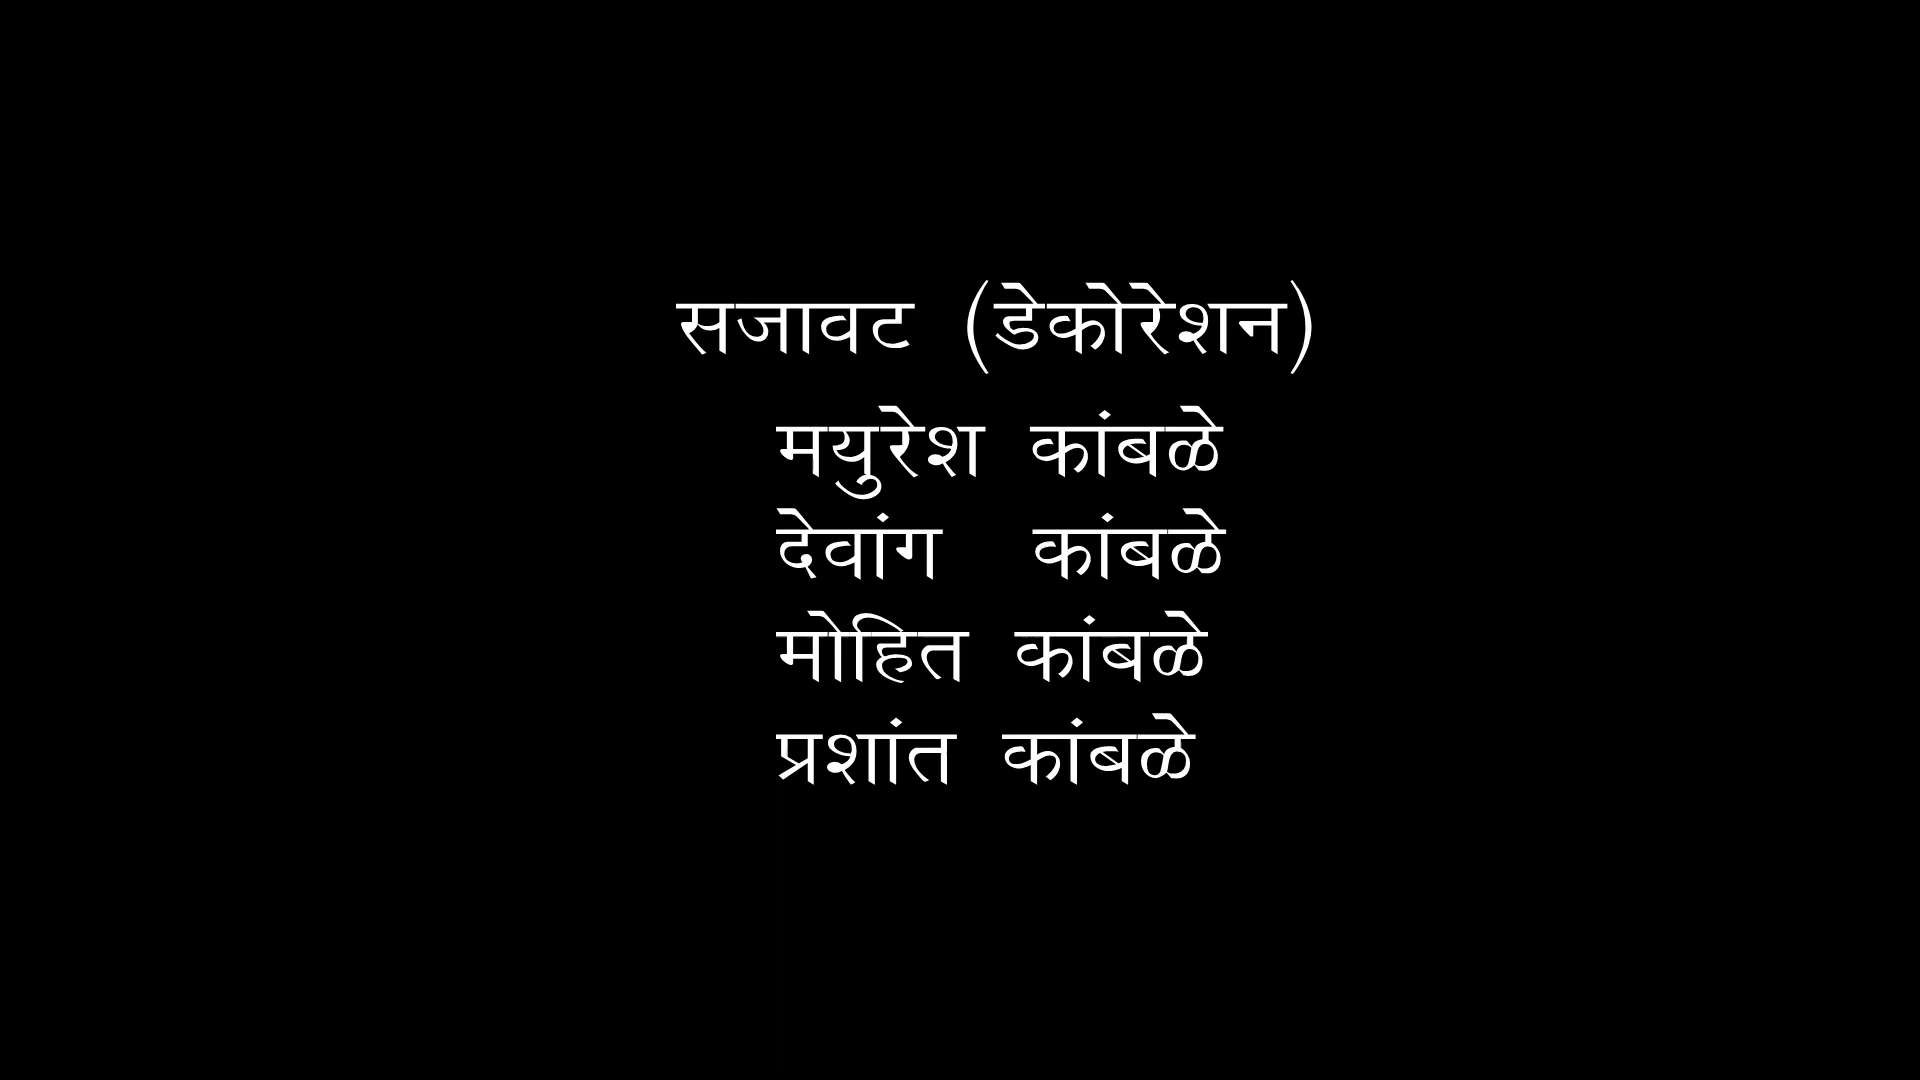 सजावट (डेकोरेशन)
मयुरेश कांबळे
देवांग कांबळे
मोहित कांबळे
प्रशांत कांबळे